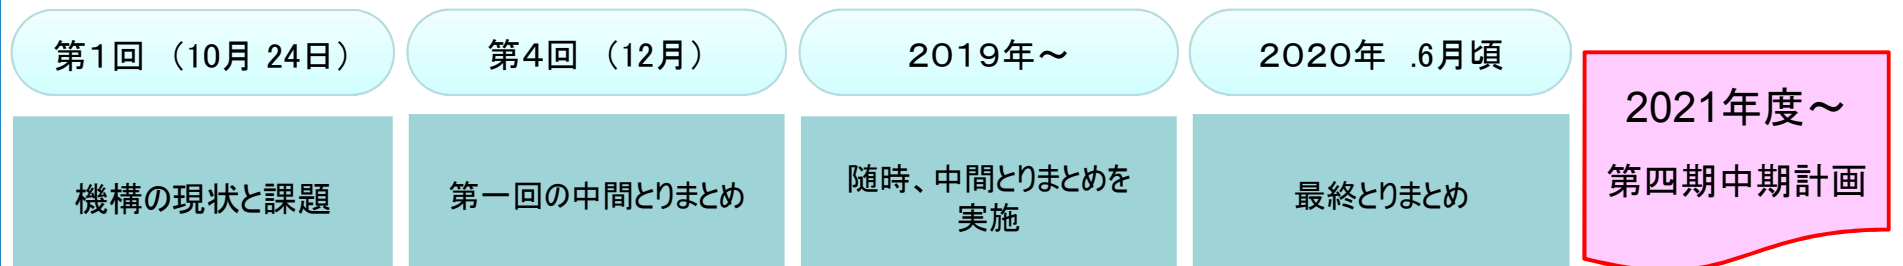 第１回 （10月 24日）
機構の現状と課題
第４回 （12月）
第一回の中間とりまとめ
２０１９年～
随時、中間とりまとめを
実施
２０２０年 .6月頃
最終とりまとめ
2021年度～
第四期中期計画